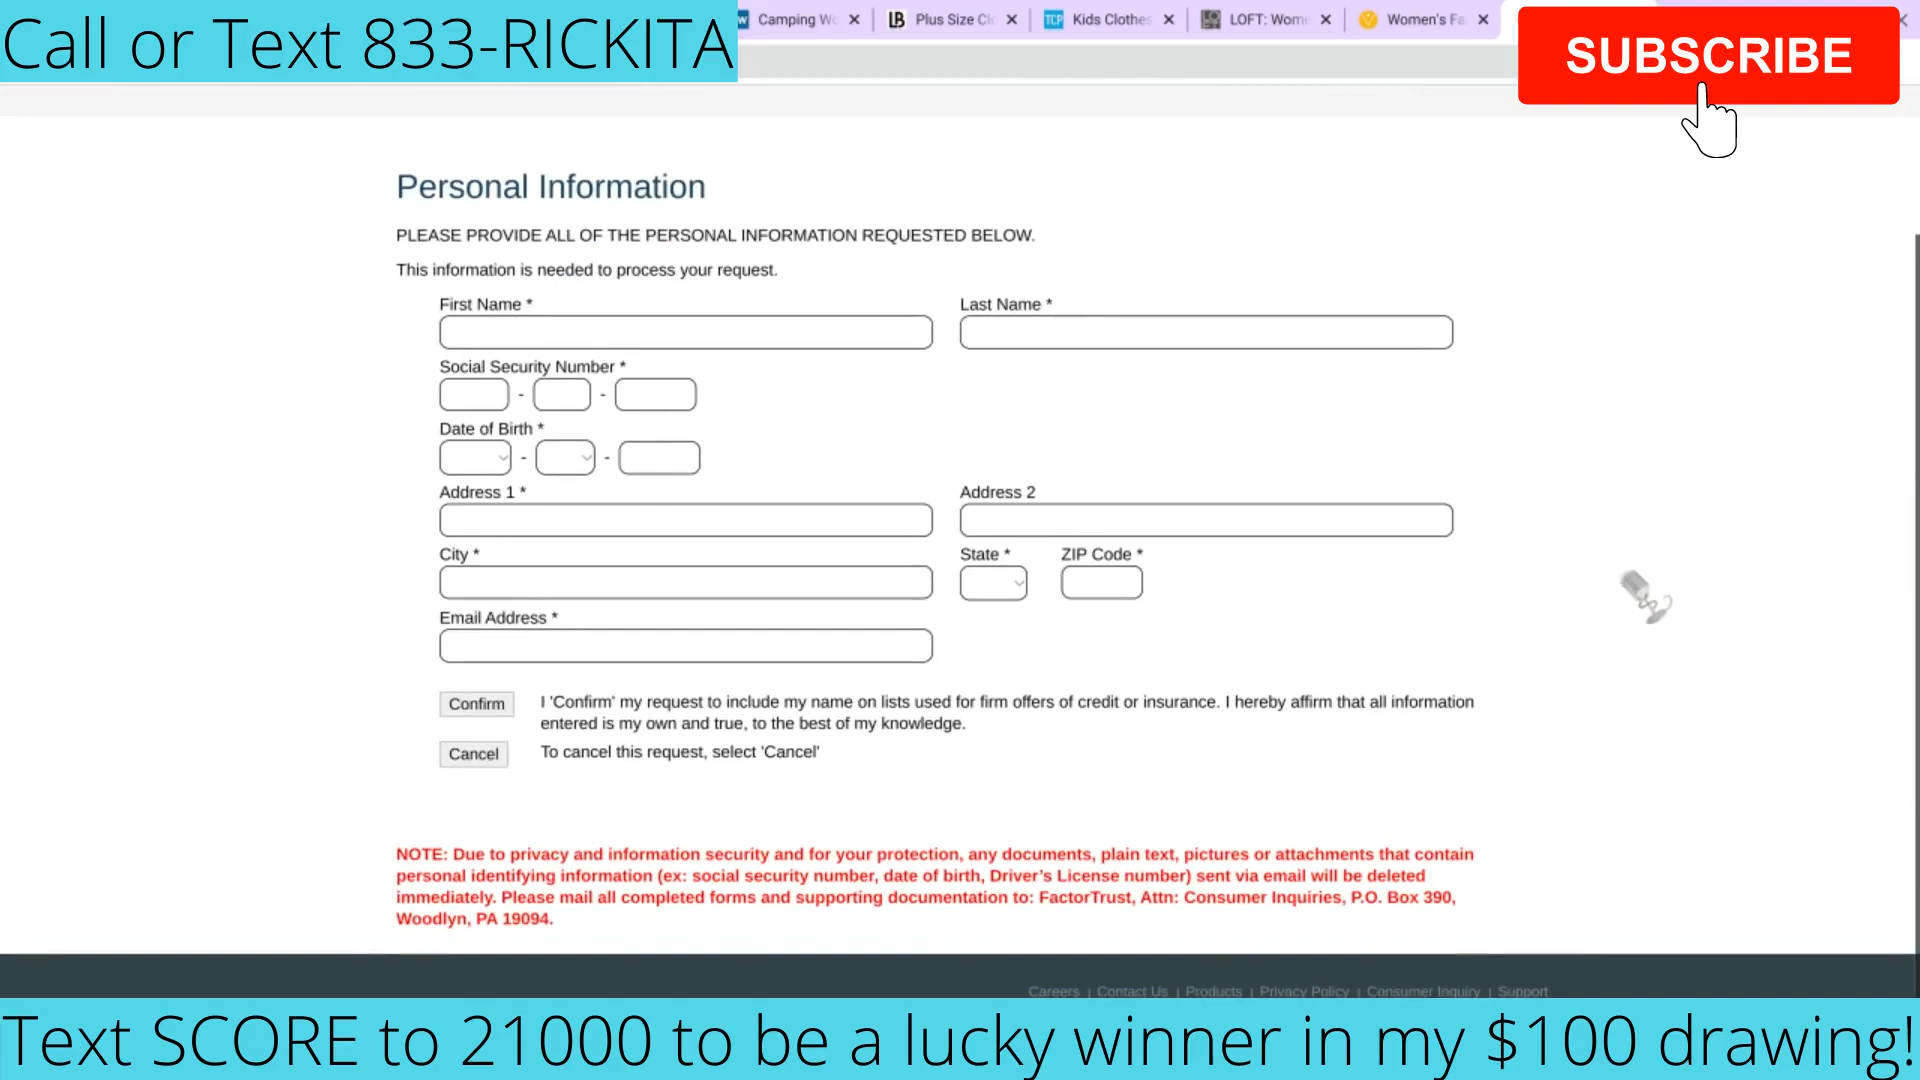 Call or Text 833-RICKITA
Camping Wo
Plus Size Clo
TCP Kids Clothes
LOFT: Wome
Women's Fa
SUBSCRIBE
Personal Information
PLEASE PROVIDE ALL OF THE PERSONAL INFORMATION REQUESTED BELOW.
This information is needed to process your request.
First Name *
Last Name *
Social Security Number *
- -
Date of Birth *
- -
Address 1 *
Address 2
City *
State *
ZIP Code *
Email Address *
Confirm
I 'Confirm' my request to include my name on lists used for firm offers of credit or insurance. I hereby affirm that all information
entered is my own and true, to the best of my knowledge.
Cancel
To cancel this request, select 'Cancel'
NOTE: Due to privacy and information security and for your protection, any documents, plain text, pictures or attachments that contain
personal identifying information (ex: social security number, date of birth, Driver's License number) sent via email will be deleted
immediately. Please mail all completed forms and supporting documentation to: FactorTrust, Attn: Consumer Inquiries, P.O. Box 390,
Woodlyn, PA 19094.
Careers | Contact Us | Products | Privacy Policy | Consumer Inquiry | Support
Text SCORE to 21000 to be a lucky winner in my $100 drawing!